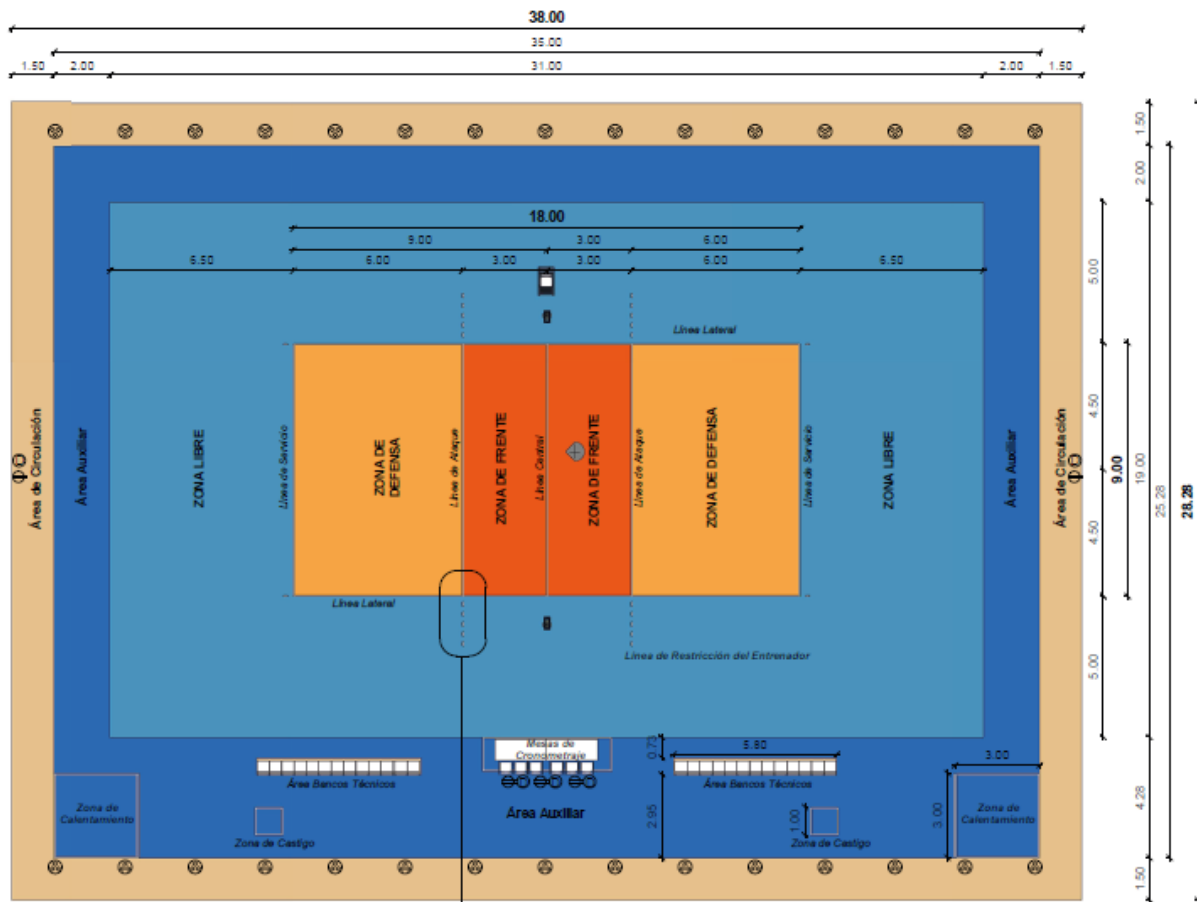 38.00
35.00
1.50
2.00
31.00
2.00
1.50
1.50
2.00
18.00
9.00
3.00
6.00
6.50
6.00
3.00
3.00
6.00
6.50
5.00
Línea Lateral
Área de Circulación
Área Auxiliar
ZONA LIBRE
Línea de Servicio
ZONA DE
DEFENSA
Línea de Ataque
ZONA DE FRENTE
Línea Central
ZONA DE FRENTE
Línea de Ataque
ZONA DE DEFENSA
Línea de Servicio
ZONA LIBRE
Área Auxiliar
Área de Circulación
4.50
4.50
9.00
19.00
25.28
28.28
Línea Lateral
Línea de Restricción del Entrenador
5.00
Mesas de
Cronometraje
0.73
5.80
3.00
Área Bancos Técnicos
Área Bancos Técnicos
Zona de
Calentamiento
Área Auxiliar
2.95
1.00
3.00
Zona de
Calentamiento
4.28
Zona de Castigo
Zona de Castigo
1.50